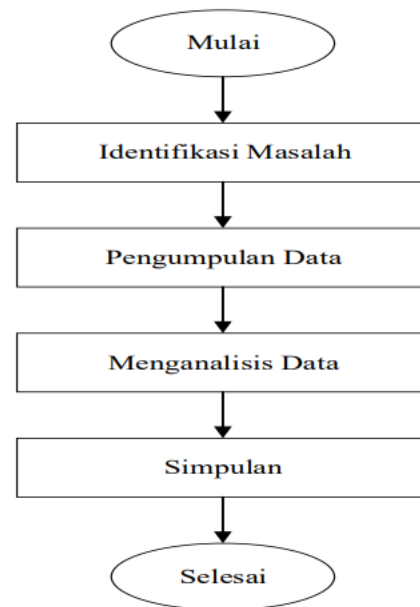 Mulai
Identifikasi Masalah
Pengumpulan Data
Menganalisis Data
Simpulan
Selesai